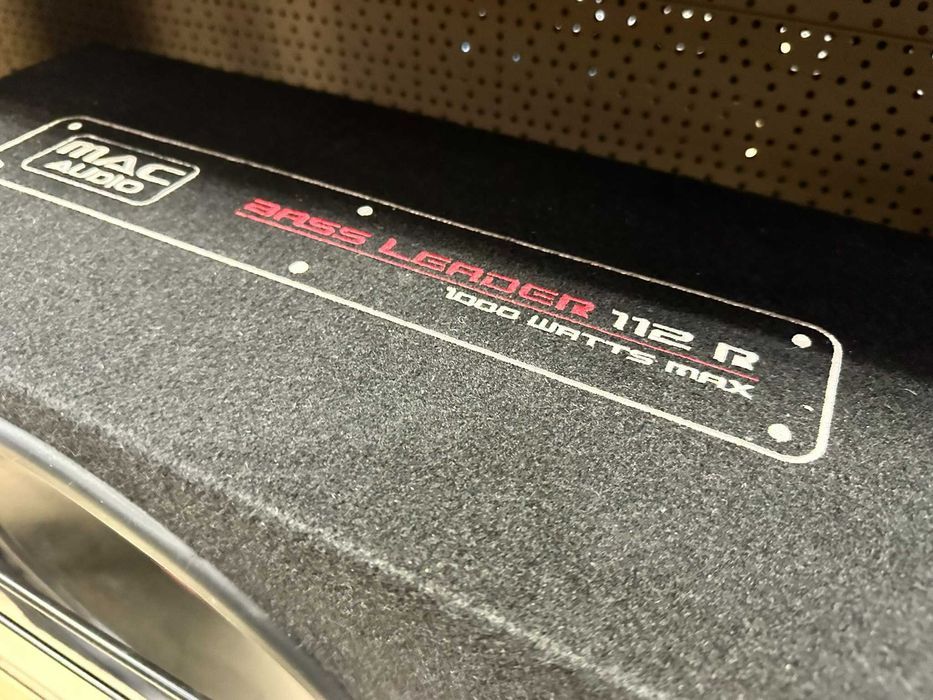 MAC
AUDIO
BASS LEADER 112 R
1000 WATTS MAX